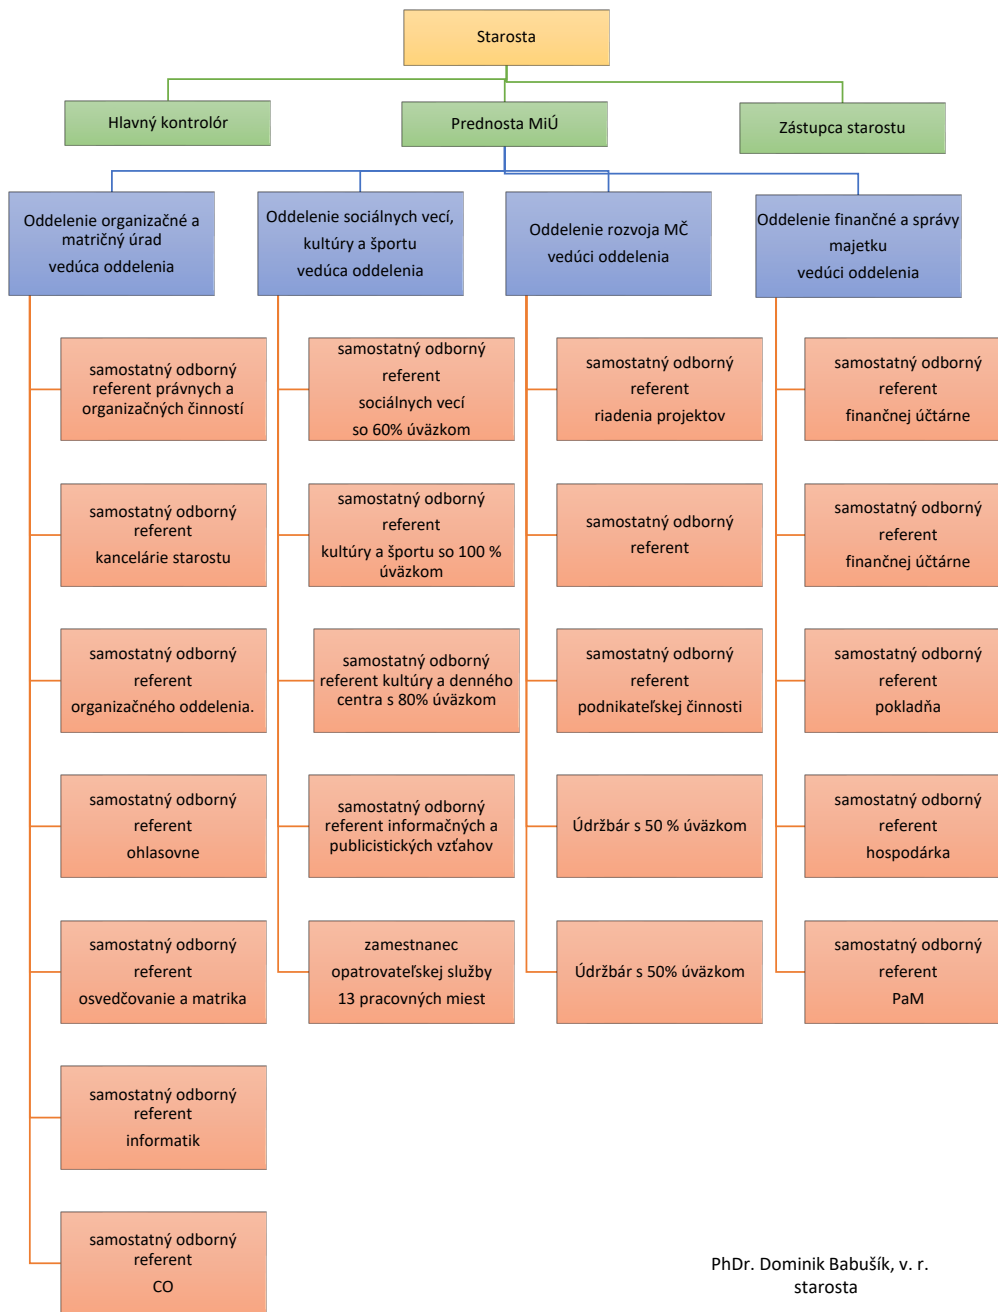 Starosta
Hlavný kontrolór
Prednosta MiÚ
Zástupca starostu
Oddelenie organizačné a
matričný úrad
vedúca oddelenia
Oddelenie sociálnych vecí,
kultúry a športu
vedúca oddelenia
Oddelenie rozvoja MČ
vedúci oddelenia
Oddelenie finančné a správy
majetku
vedúci oddelenia
samostatný odborný
referent právnych a
organizačných činností
samostatný odborný
referent
kancelárie starostu
samostatný odborný
referent
organizačného oddelenia.
samostatný odborný
referent
ohlasovne
samostatný odborný
referent
osvedčovanie a matrika
samostatný odborný
referent
informatik
samostatný odborný
referent
CO
samostatný odborný
referent
sociálnych vecí
so 60% úväzkom
samostatný odborný
referent
kultúry a športu so 100 %
úväzkom
samostatný odborný
referent kultúry a denného
centra s 80% úväzkom
samostatný odborný
referent informačných a
publicistických vzťahov
zamestnanec
opatrovateľskej služby
13 pracovných miest
samostatný odborný
referent
riadenia projektov
samostatný odborný
referent
samostatný odborný
referent
podnikateľskej činnosti
Údržbár s 50 % úväzkom
Údržbár s 50% úväzkom
samostatný odborný
referent
finančnej účtárne
samostatný odborný
referent
finančnej účtárne
samostatný odborný
referent
pokladňa
samostatný odborný
referent
hospodárka
samostatný odborný
referent
PaM
PhDr. Dominik Babušík, v. r.
starosta